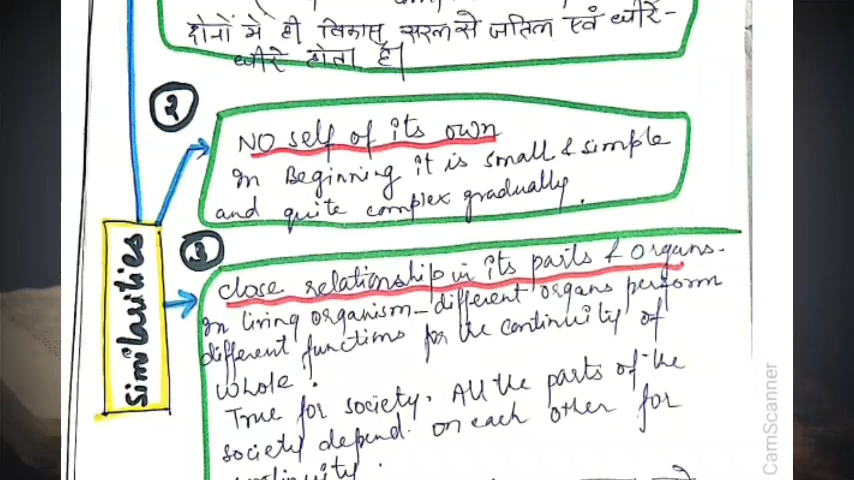 दोनों मे ही विकास सरल से जटिल एवं धीरे-
धीरे होता है।
2
NO self of its own
In Beginning it is small & simple
and quite complex gradually.
Similarities
3
close relationship in its parts & organs.
In living organism - different organs perform
different functions for the continuity of
whole.
True for society. All the parts of the
society depend on each other for
CamScanner